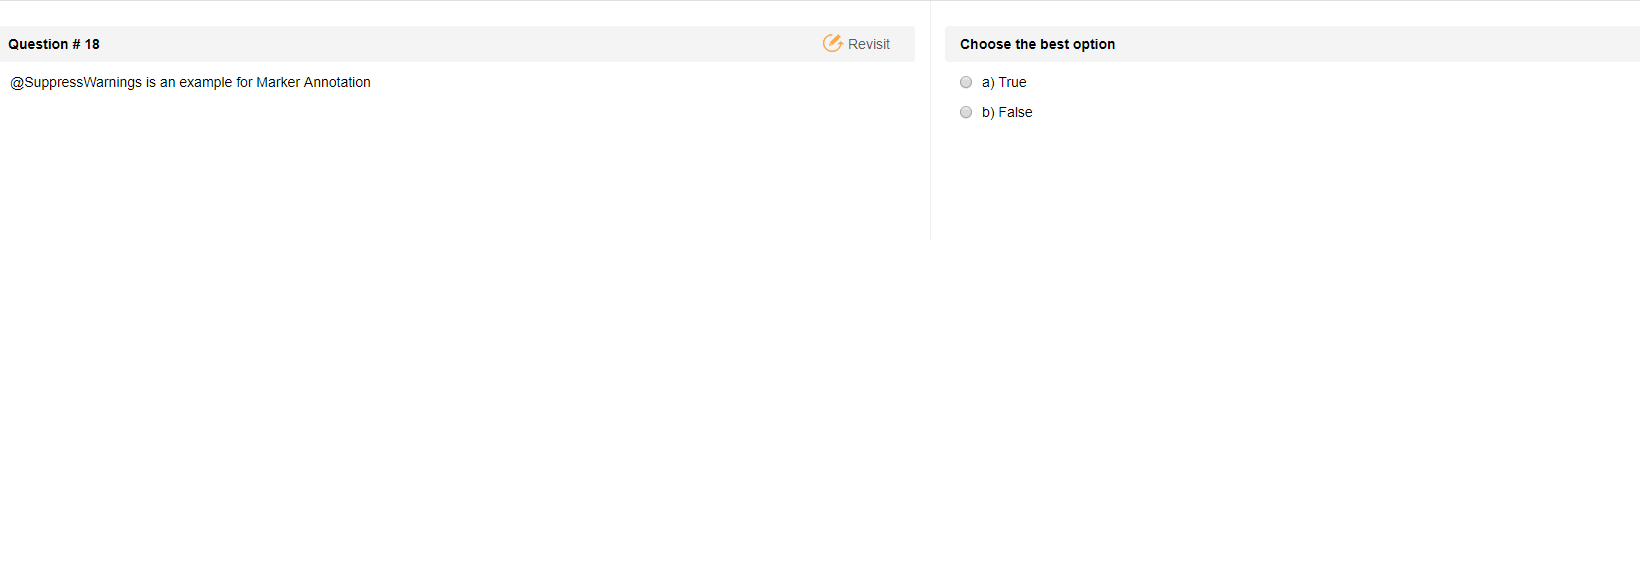 Question # 18
Revisit
@SuppressWarnings is an example for Marker Annotation
Choose the best option
a) True
b) False